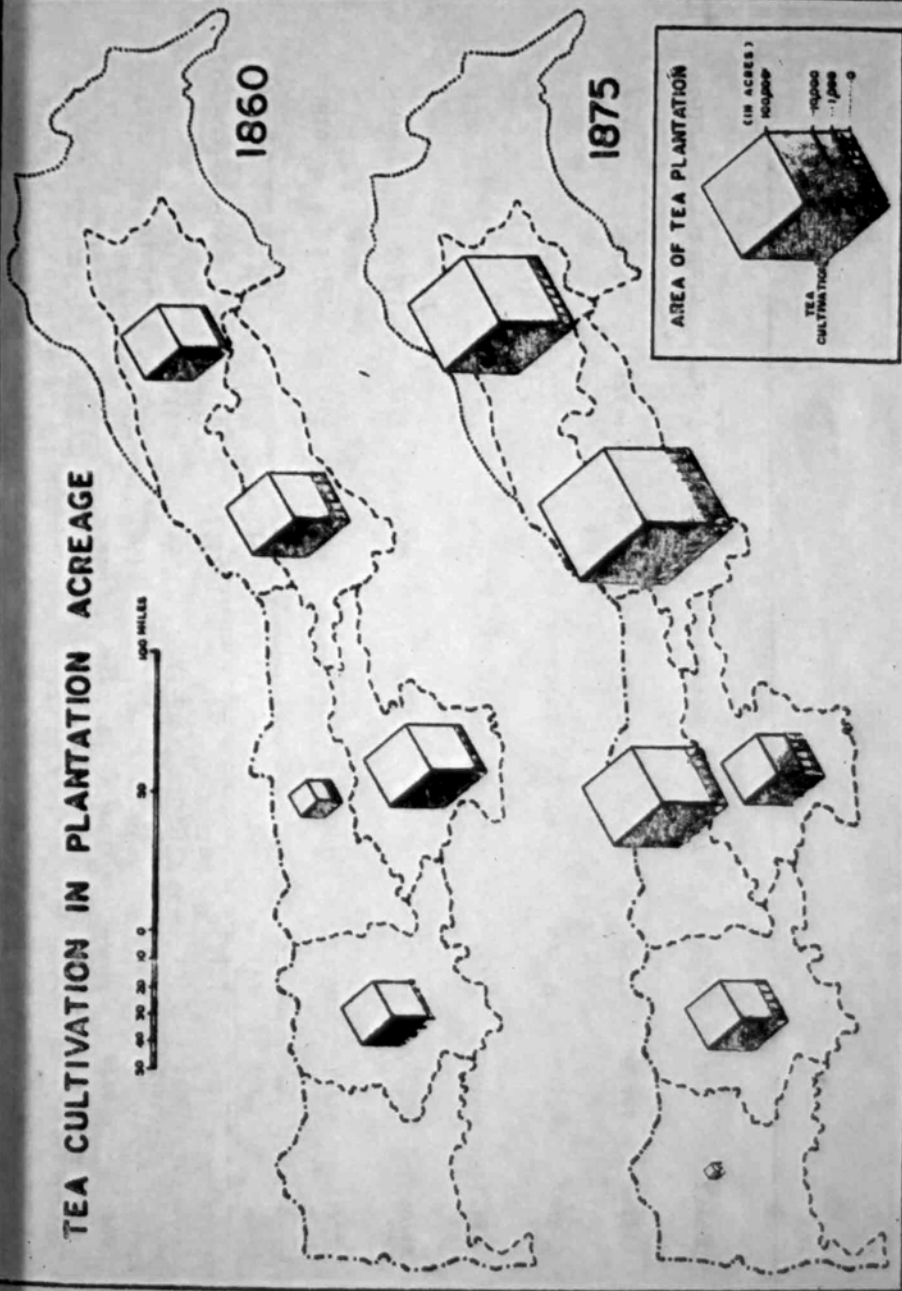 TEA CULTIVATION IN PLANTATION ACREAGE
50 40 30 20 10 0 50 100 MILES
1860
1875
AREA OF TEA PLANTATION
(IN ACRES)
100,000
10,000
1,000
0
TEA
CULTIVATION